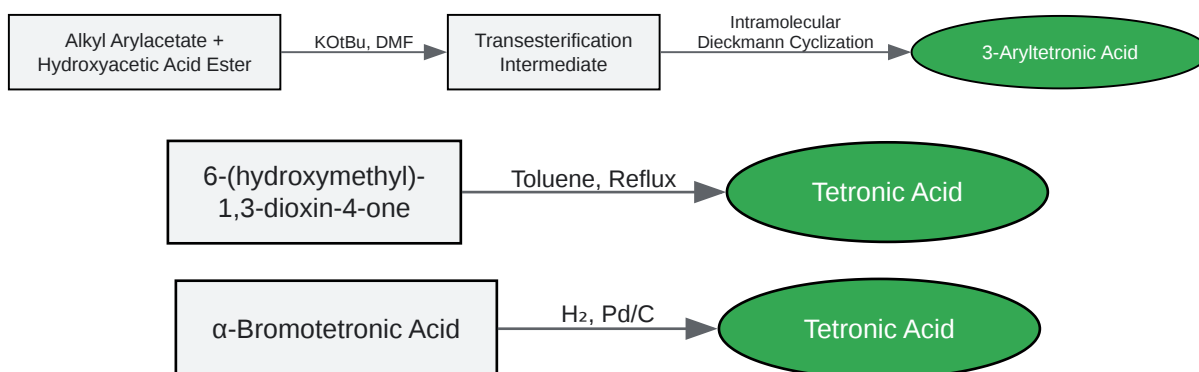 Alkyl Arylacetate +
Hydroxyacetic Acid Ester
KOtBu, DMF
Transesterification
Intermediate
Intramolecular
Dieckmann Cyclization
3-Aryltetronic Acid
6-(hydroxymethyl)-
1,3-dioxin-4-one
Toluene, Reflux
Tetronic Acid
α-Bromotetronic Acid
H₂, Pd/C
Tetronic Acid